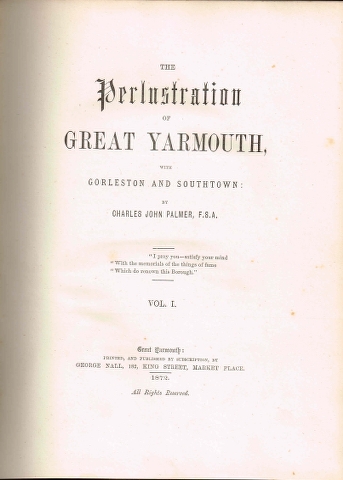 THE
Perlustration
OF
GREAT YARMOUTH,
WITH
GORLESTON AND SOUTHTOWN:
BY
CHARLES JOHN PALMER, F.S.A.
"I pray you—satisfy your mind
"With the memorials of the things of fame
"Which do renown this Borough."
VOL. I.
Great Yarmouth:
PRINTED, AND PUBLISHED BY SUBSCRIPTION, BY
GEORGE NALL, 182, KING STREET, MARKET PLACE.
1872.
All Rights Reserved.